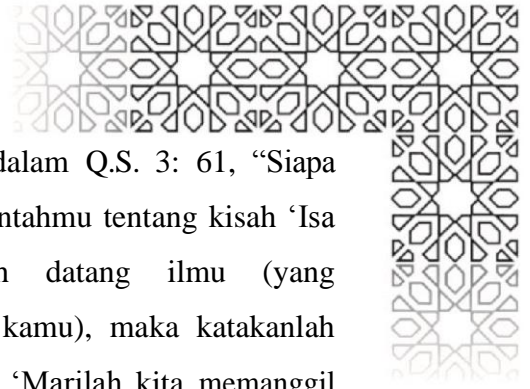 dalam Q.S. 3: 61, “Siapa
ntahmu tentang kisah ‘Isa
datang ilmu (yang
kamu), maka katakanlah
‘Marilah kita memanggil